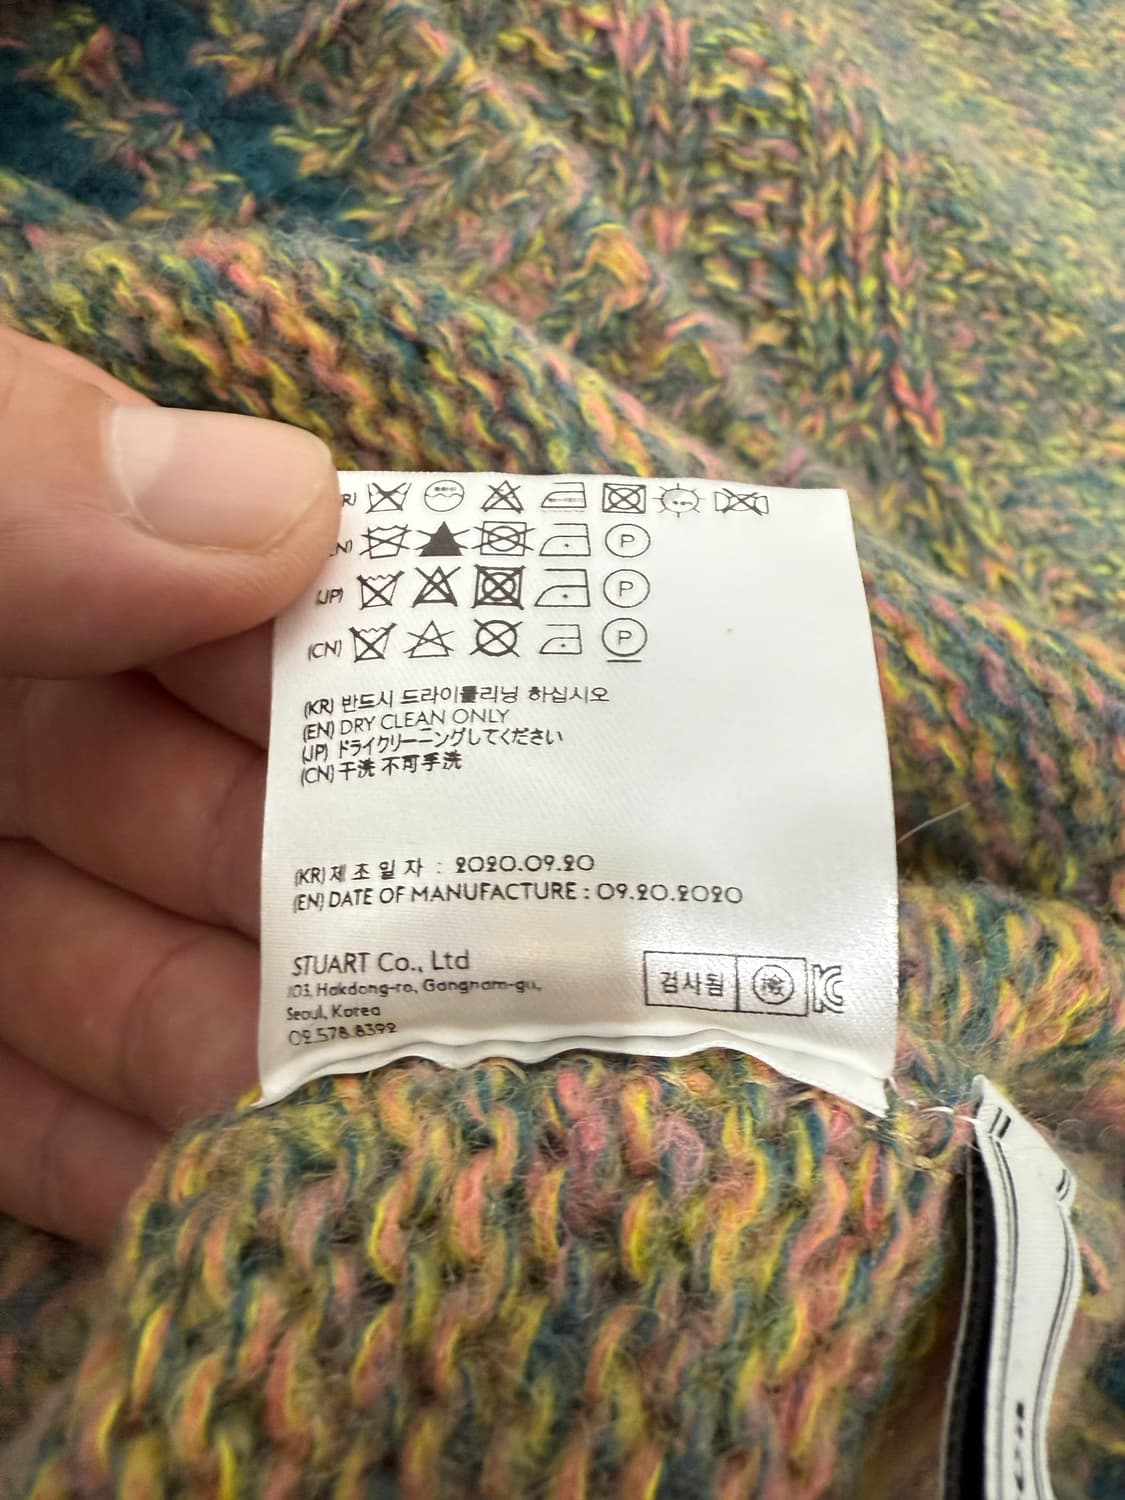 (JP)
(CN)
(KR) 반드시 드라이클리닝 하십시오
(EN) DRY CLEAN ONLY
(JP) ドライクリーニングしてください
(CN) 干洗 不可手洗
(KR) 제 조 일 자 : 2020.09.20
(EN) DATE OF MANUFACTURE : 09.20.2020
STUART Co., Ltd
103, Hakdong-ro, Gangnam-gu,
Seoul, Korea
02.578.8392
검사됨 檢